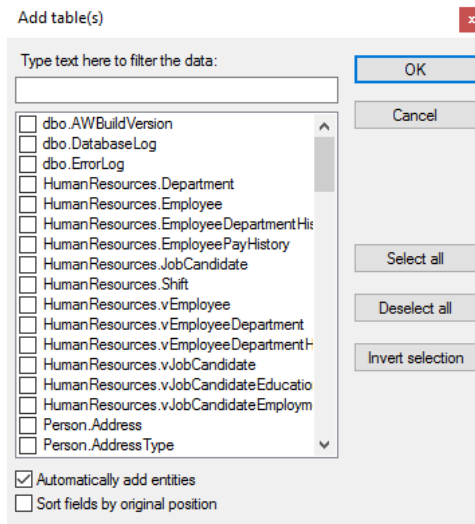 Add table(s)
x
Type text here to filter the data:
OK
Cancel
dbo.AWBuildVersion
dbo.DatabaseLog
dbo.ErrorLog
HumanResources.Department
HumanResources.Employee
HumanResources.EmployeeDepartmentHis
HumanResources.EmployeePayHistory
HumanResources.JobCandidate
HumanResources.Shift
HumanResources.vEmployee
HumanResources.vEmployeeDepartment
HumanResources.vEmployeeDepartmentH
HumanResources.vJobCandidate
HumanResources.vJobCandidateEducatio
HumanResources.vJobCandidateEmploym
Person.Address
Person.AddressType
Select all
Deselect all
Invert selection
Automatically add entities
Sort fields by original position